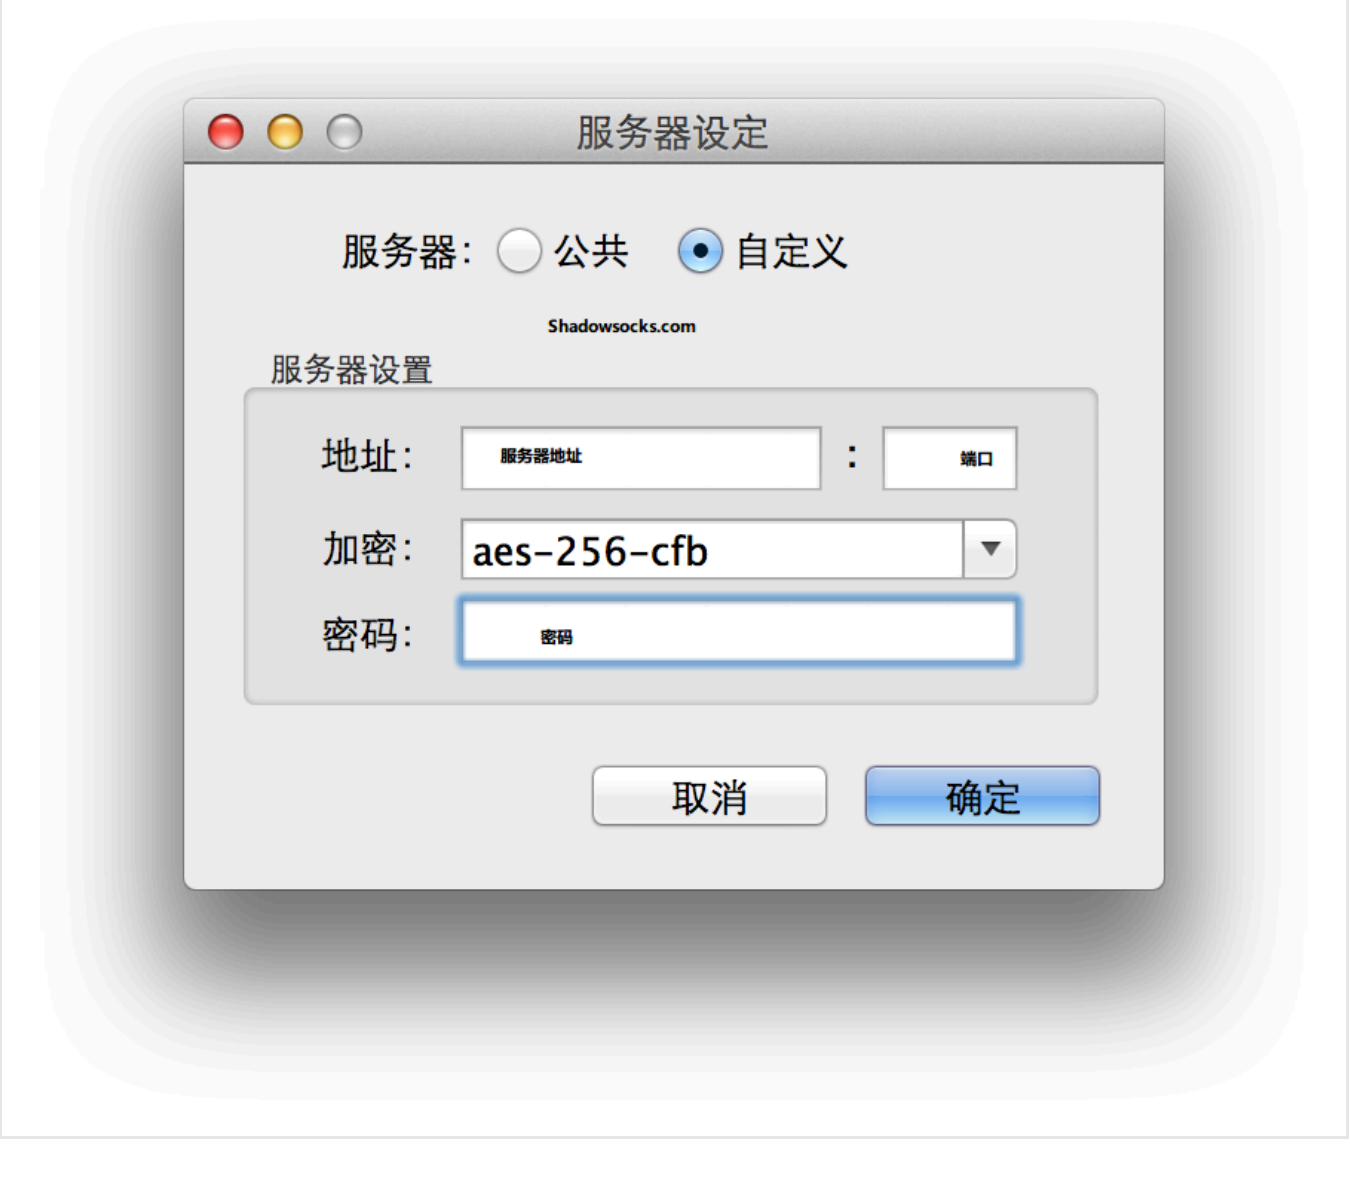 服务器设定
服务器: 公共 自定义
Shadowsocks.com
服务器设置
地址: 服务器地址 : 端口
加密: aes-256-cfb
密码: 密码
取消 确定